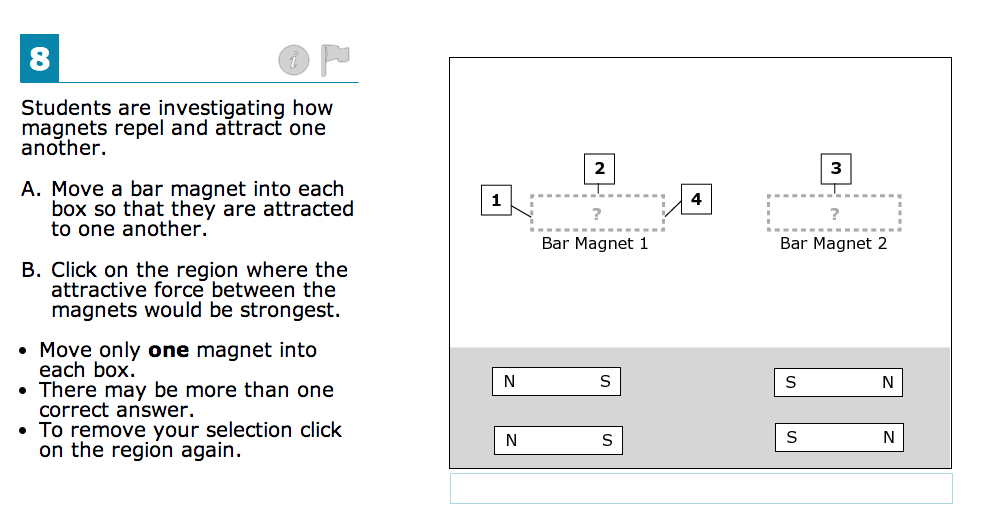 8
i
Students are investigating how
magnets repel and attract one
another.
A. Move a bar magnet into each
box so that they are attracted
to one another.
B. Click on the region where the
attractive force between the
magnets would be strongest.
• Move only one magnet into
each box.
• There may be more than one
correct answer.
• To remove your selection click
on the region again.
2
3
1
4
?
?
Bar Magnet 1
Bar Magnet 2
N S
S N
N S
S N